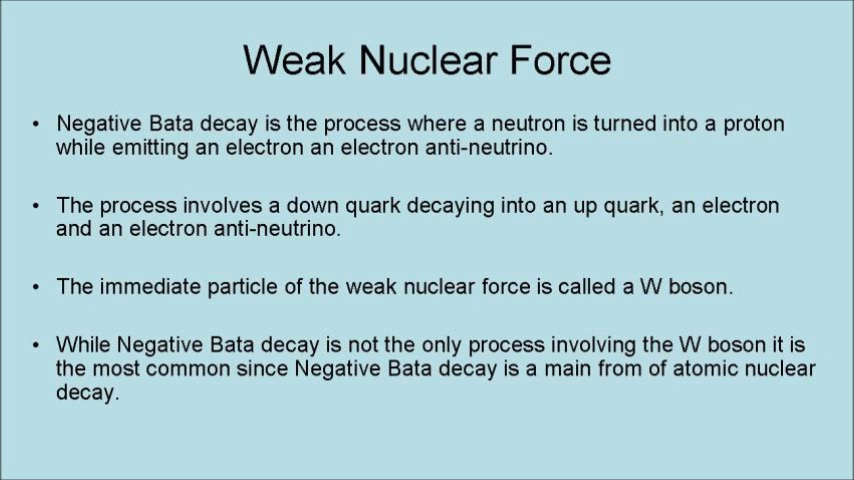 Weak Nuclear Force
• Negative Bata decay is the process where a neutron is turned into a proton
while emitting an electron an electron anti-neutrino.
• The process involves a down quark decaying into an up quark, an electron
and an electron anti-neutrino.
• The immediate particle of the weak nuclear force is called a W boson.
• While Negative Bata decay is not the only process involving the W boson it is
the most common since Negative Bata decay is a main from of atomic nuclear
decay.